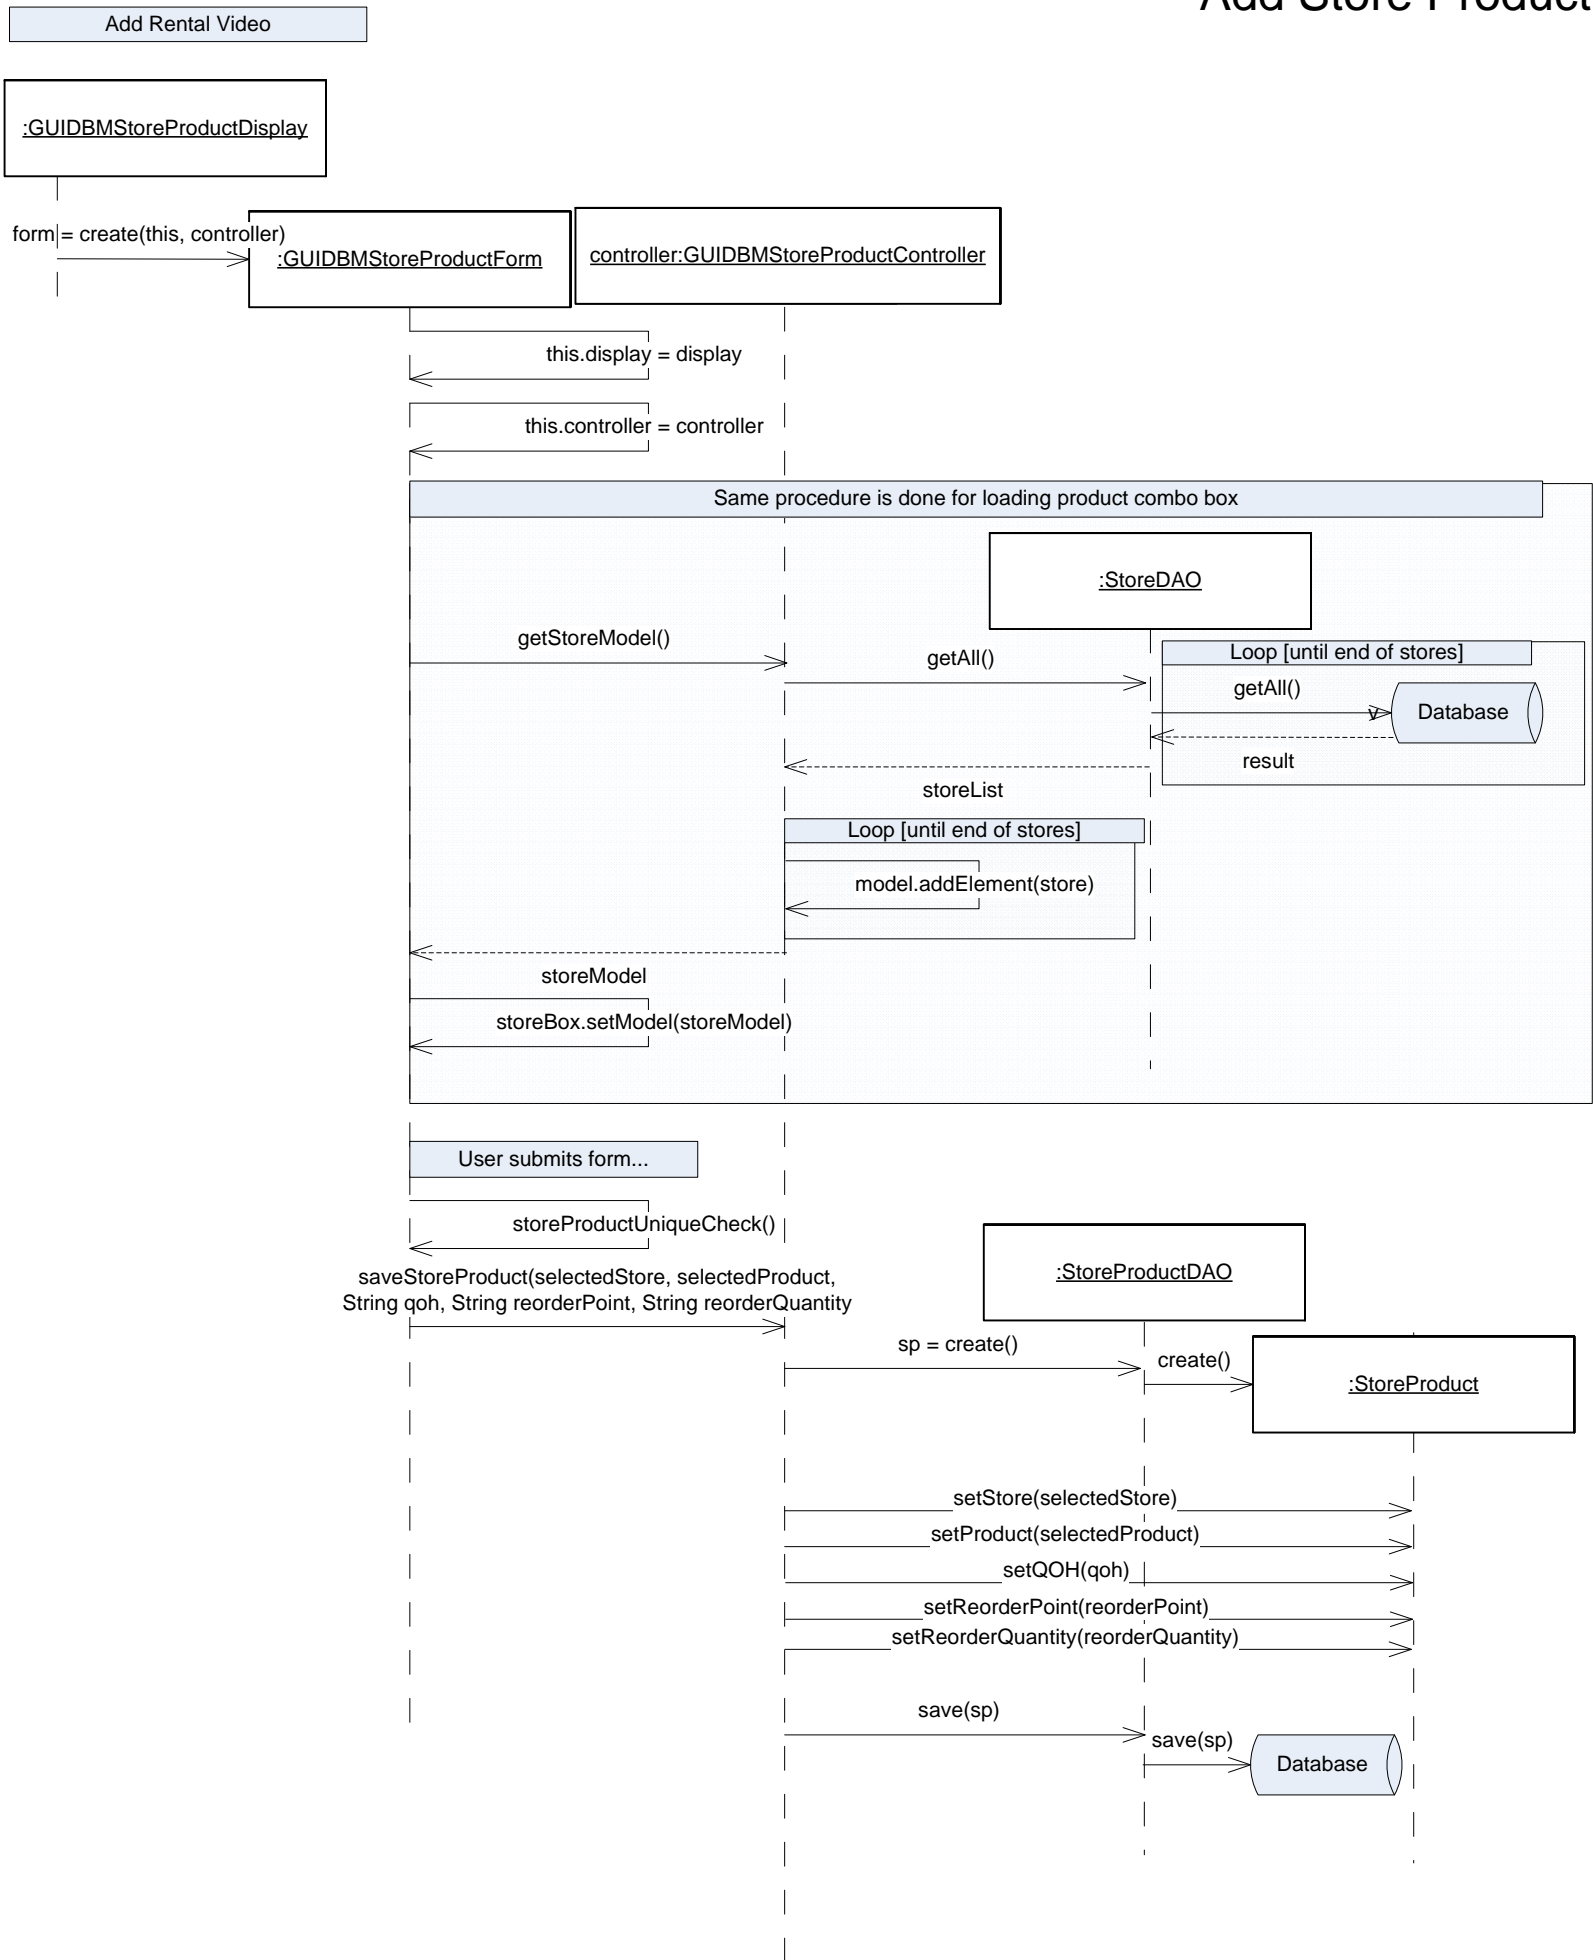 Add Store Product
Add Rental Video
:GUIDBMStoreProductDisplay
form = create(this, controller)
:GUIDBMStoreProductForm
controller:GUIDBMStoreProductController
this.display = display
this.controller = controller
Same procedure is done for loading product combo box
:StoreDAO
getStoreModel()
getAll()
Loop [until end of stores]
getAll()
v
Database
result
storeList
Loop [until end of stores]
model.addElement(store)
storeModel
storeBox.setModel(storeModel)
User submits form...
storeProductUniqueCheck()
saveStoreProduct(selectedStore, selectedProduct,
String qoh, String reorderPoint, String reorderQuantity
:StoreProductDAO
sp = create()
create()
:StoreProduct
setStore(selectedStore)
setProduct(selectedProduct)
setQOH(qoh)
setReorderPoint(reorderPoint)
setReorderQuantity(reorderQuantity)
save(sp)
save(sp)
Database